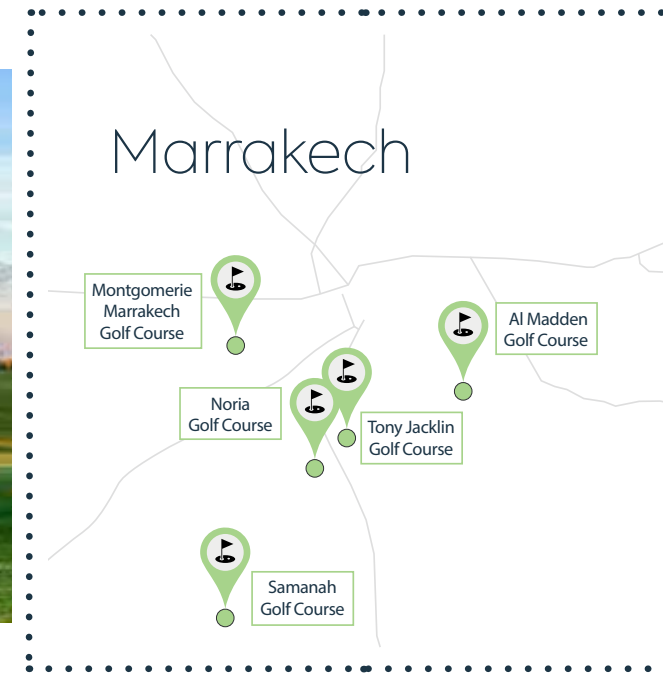 Marrakech
Montgomerie
Marrakech
Golf Course
Al Madden
Golf Course
Noria
Golf Course
Tony Jacklin
Golf Course
Samanah
Golf Course